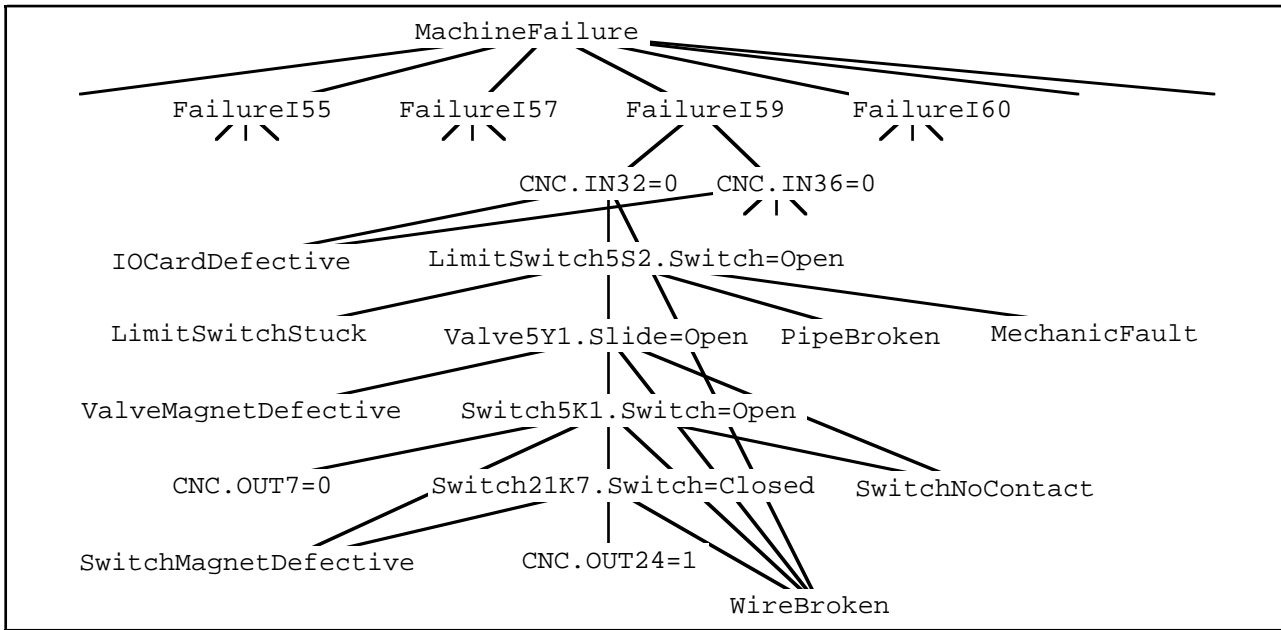 MachineFailure
FailureI55 FailureI57 FailureI59 FailureI60
CNC.IN32=0 CNC.IN36=0
IOCardDefective LimitSwitch5S2.Switch=Open
LimitSwitchStuck Valve5Y1.Slide=Open PipeBroken MechanicFault
ValveMagnetDefective Switch5K1.Switch=Open
CNC.OUT7=0 Switch21K7.Switch=Closed SwitchNoContact
SwitchMagnetDefective CNC.OUT24=1
WireBroken